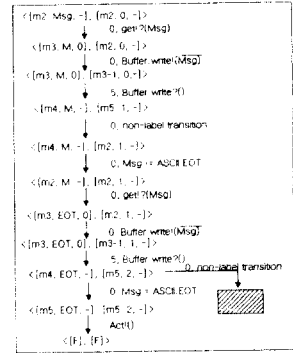 <[m2, Msg, -], [m2, 0, -]>
0, get!?(Msg)
<[m3, M, 0], [m2, 0, -]>
0, Buffer.write!(Msg)
<[m3, M, 0], [m3-1, 0,-]>
5, Buffer.write?()
<[m4, M, -], [m5, 1, -]>
0, non-label transition
<[m4, M, -], [m2, 1, -]>
0, Msg := ASCII.EOT
<[m2, M, -], [m2, 1, -]>
0, get!?(Msg)
<[m3, EOT, 0], [m2, 1, -]>
0, Buffer.write!(Msg)
<[m3, EOT, 0], [m3-1, 1, -]>
5, Buffer.write?()
<[m4, EOT, -], [m5, 2, -]>
0, non-label transition
0, Msg = ASCII.EOT
<[m5, EOT, -], [m5, 2, -]>
Act!()
<[F], [F]>